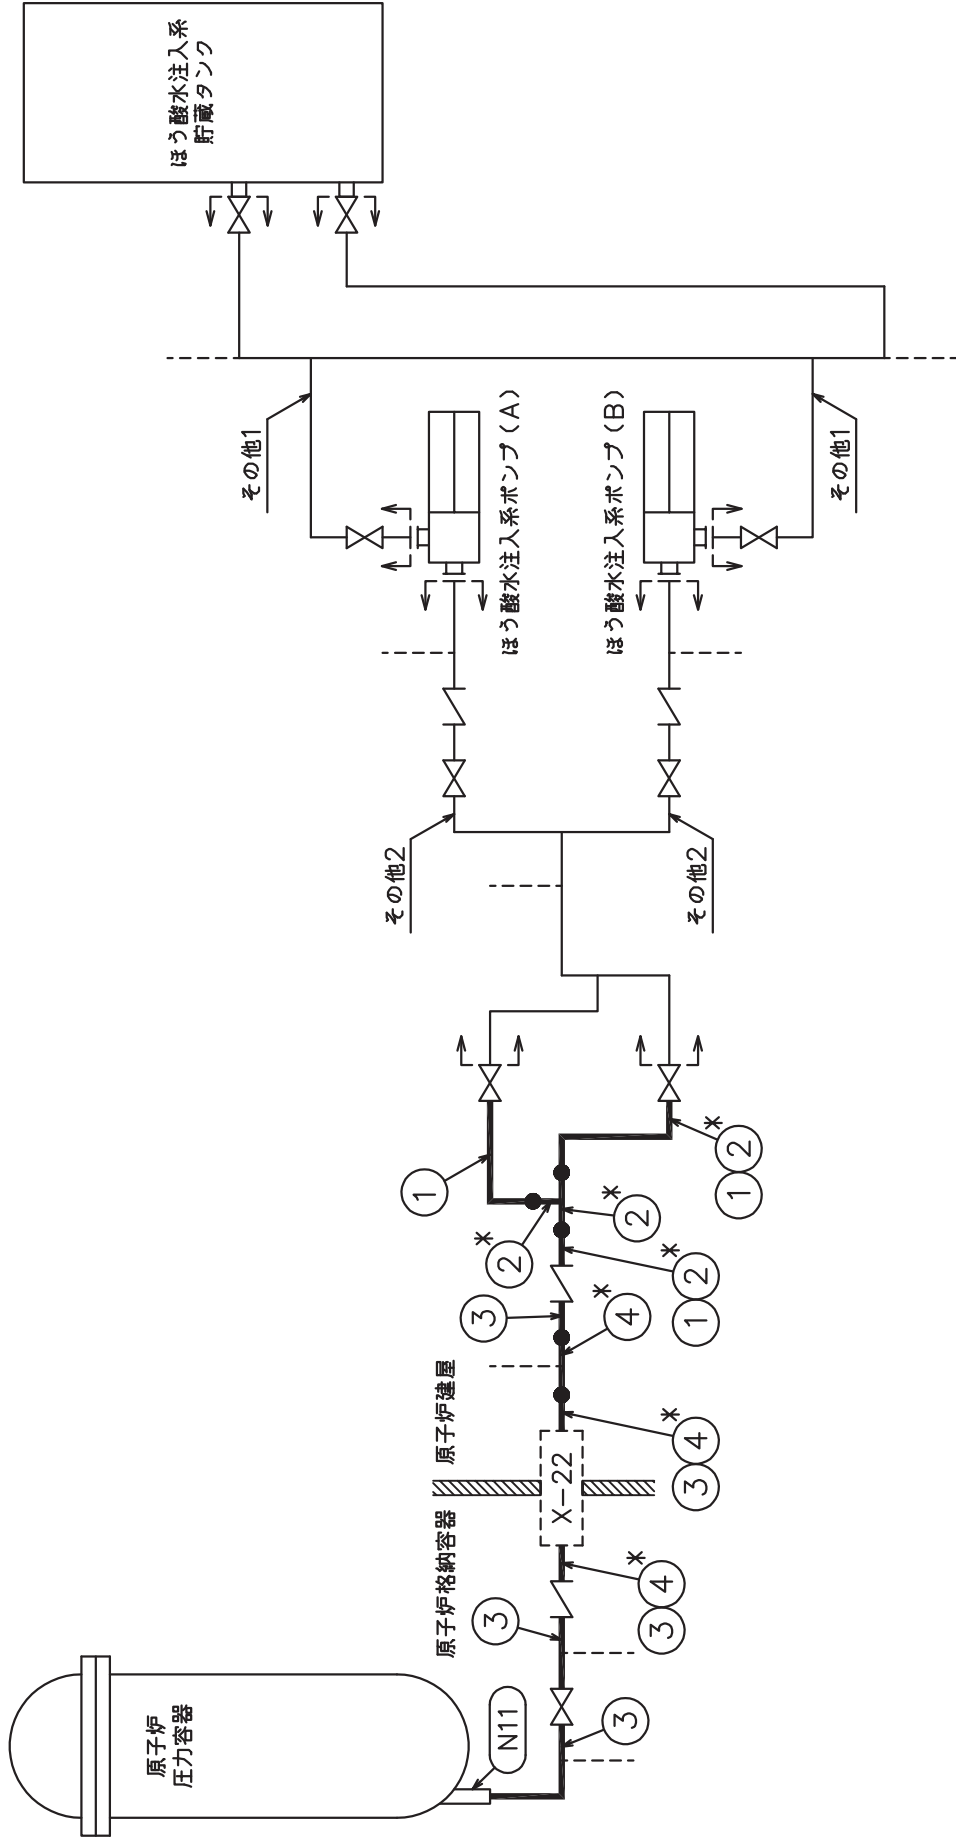 原子炉
圧力容器
N11
原子炉格納容器
原子炉建屋
X-22
3
3
3 4 *
3 4 *
3
4 *
1 2 *
2 *
2 *
1
1 2 *
その他2
その他2
ほう酸水注入系ポンプ(A)
ほう酸水注入系ポンプ(B)
その他1
その他1
ほう酸水注入系
貯蔵タンク